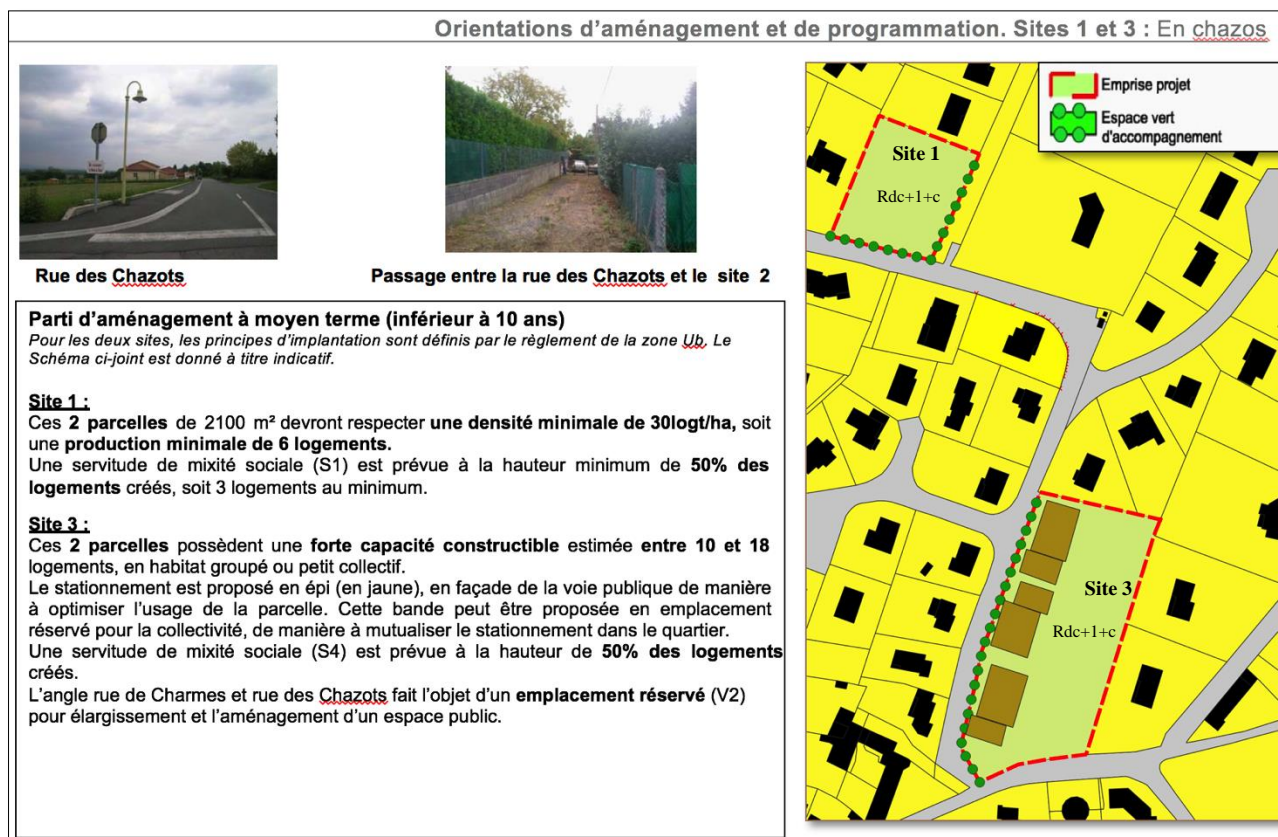 Orientations d'aménagement et de programmation. Sites 1 et 3 : En chazos
Rue des Chazots
Passage entre la rue des Chazots et le site 2
Parti d'aménagement à moyen terme (inférieur à 10 ans)
Pour les deux sites, les principes d'implantation sont définis par le règlement de la zone Ub. Le
Schéma ci-joint est donné à titre indicatif.
Site 1 :
Ces 2 parcelles de 2100 m² devront respecter une densité minimale de 30logt/ha, soit
une production minimale de 6 logements.
Une servitude de mixité sociale (S1) est prévue à la hauteur minimum de 50% des
logements créés, soit 3 logements au minimum.
Site 3 :
Ces 2 parcelles possèdent une forte capacité constructible estimée entre 10 et 18
logements, en habitat groupé ou petit collectif.
Le stationnement est proposé en épi (en jaune), en façade de la voie publique de manière
à optimiser l'usage de la parcelle. Cette bande peut être proposée en emplacement
réservé pour la collectivité, de manière à mutualiser le stationnement dans le quartier.
Une servitude de mixité sociale (S4) est prévue à la hauteur de 50% des logements
créés.
L'angle rue de Charmes et rue des Chazots fait l'objet d'un emplacement réservé (V2)
pour élargissement et l'aménagement d'un espace public.
Emprise projet
Espace vert
d'accompagnement
Site 1
Rdc+1+c
Site 3
Rdc+1+c